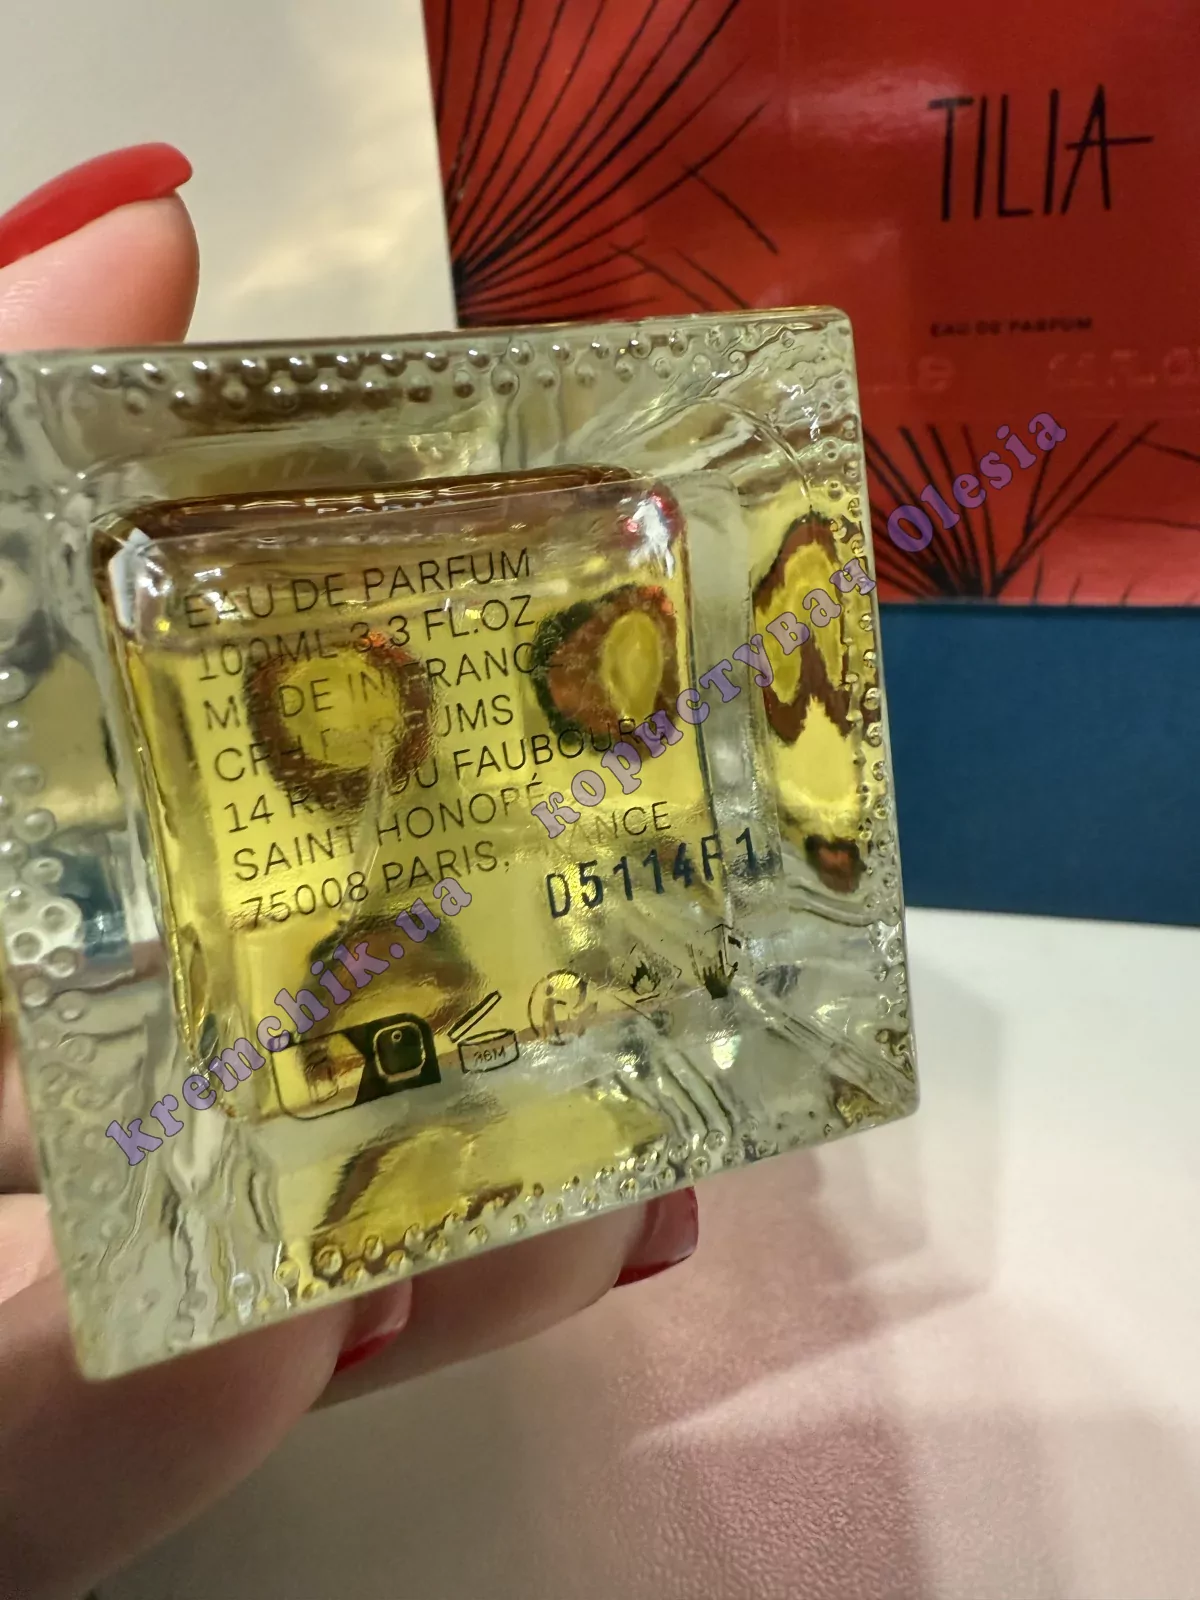 TILIA
EAU DE PARFUM
PARIS
EAU DE PARFUM
100ML 3.3 FL.OZ
MADE IN FRANCE
PARFUMS
14 RUE DU FAUBOURG
SAINT HONORÉ
75008 PARIS, FRANCE
D5114F1
36M
kremchik.ua користувач Olesia